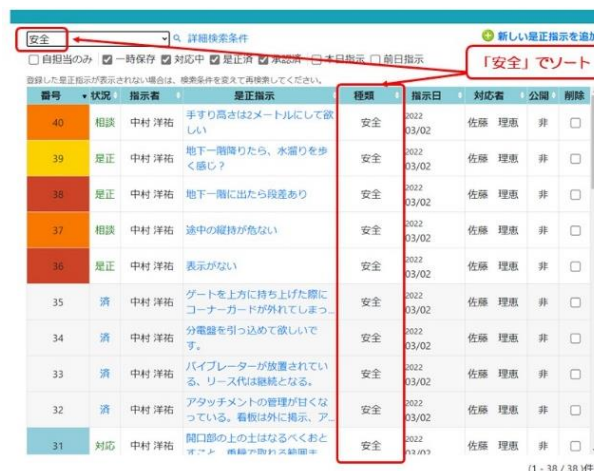 安全 詳細検索条件 新しい是正指示を追加
自担当のみ 一時保存 対応中 是正済 承認済 本日指示 前日指示
「安全」でソート
登録した是正指示が表示されない場合は、検索条件を変えて再検索してください。
番号 状況 指示者 是正指示 種類 指示日 対応者 公開 削除
40 相談 中村 洋祐 手すり高さは2メートルにして欲しい 安全 2022 03/02 佐藤 理恵 非
39 是正 中村 洋祐 地下一階降りたら、水溜りを歩く感じ? 安全 2022 03/02 佐藤 理恵 非
38 是正 中村 洋祐 地下一階に出たら段差あり 安全 2022 03/02 佐藤 理恵 非
37 相談 中村 洋祐 途中の縦持が危ない 安全 2022 03/02 佐藤 理恵 非
36 是正 中村 洋祐 表示がない 安全 2022 03/02 佐藤 理恵 非
35 済 中村 洋祐 ゲートを上方に持ち上げた際にコーナーガードが外れてしまっ... 安全 2022 03/02 佐藤 理恵 非
34 済 中村 洋祐 分電盤を引っ込めて欲しいです。 安全 2022 03/02 佐藤 理恵 非
33 済 中村 洋祐 バイブレーターが放置されている、リース代は継続となる。 安全 2022 03/02 佐藤 理恵 非
32 済 中村 洋祐 アタッチメントの管理が甘くなっている。看板は外に掲示、ア... 安全 2022 03/02 佐藤 理恵 非
31 対応 中村 洋祐 開口部の上の土はなるべくおとすこと 安全 2022 03/02 佐藤 理恵 非
(1 - 38 / 38)件